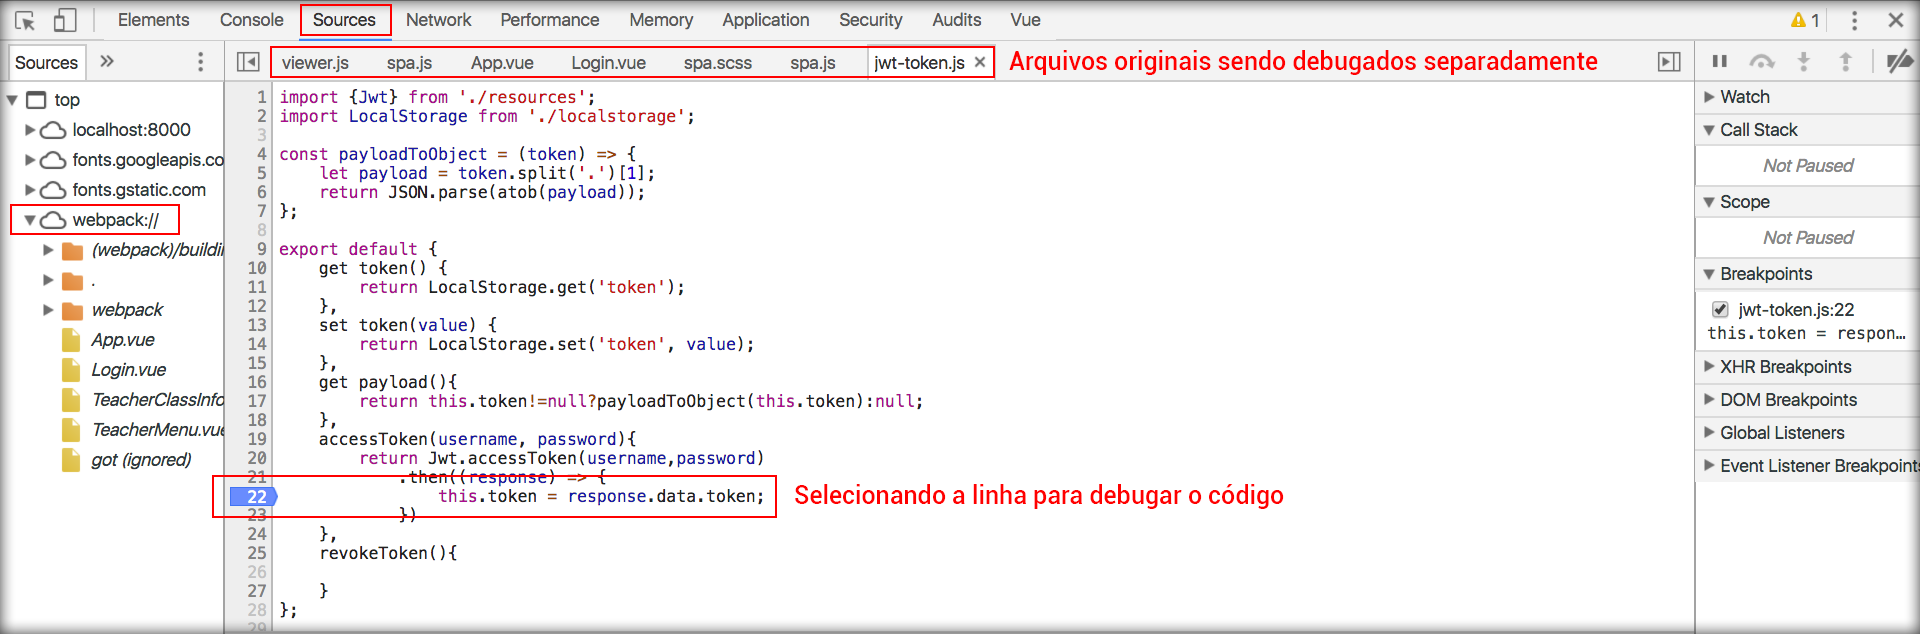 Elements Console Sources Network Performance Memory Application Security Audits Vue 1
Sources
viewer.js spa.js App.vue Login.vue spa.scss spa.js jwt-token.js
Arquivos originais sendo debugados separadamente
top
localhost:8000
fonts.googleapis.co
fonts.gstatic.com
webpack://
(webpack)/buildi
.
webpack
App.vue
Login.vue
TeacherClassInfo
TeacherMenu.vue
got (ignored)
1 import {Jwt} from './resources';
2 import LocalStorage from './localstorage';
3
4 const payloadToObject = (token) => {
5 let payload = token.split('.')[1];
6 return JSON.parse(atob(payload));
7 };
8
9 export default {
10 get token() {
11 return LocalStorage.get('token');
12 },
13 set token(value) {
14 return LocalStorage.set('token', value);
15 },
16 get payload(){
17 return this.token!=null?payloadToObject(this.token):null;
18 },
19 accessToken(username, password){
20 return Jwt.accessToken(username,password)
21 .then((response) => {
22 this.token = response.data.token;
23 })
24 },
25 revokeToken(){
26
27 }
28 };
29
Selecionando a linha para debugar o código
Watch
Call Stack
Not Paused
Scope
Not Paused
Breakpoints
jwt-token.js:22
this.token = respon…
XHR Breakpoints
DOM Breakpoints
Global Listeners
Event Listener Breakpoints